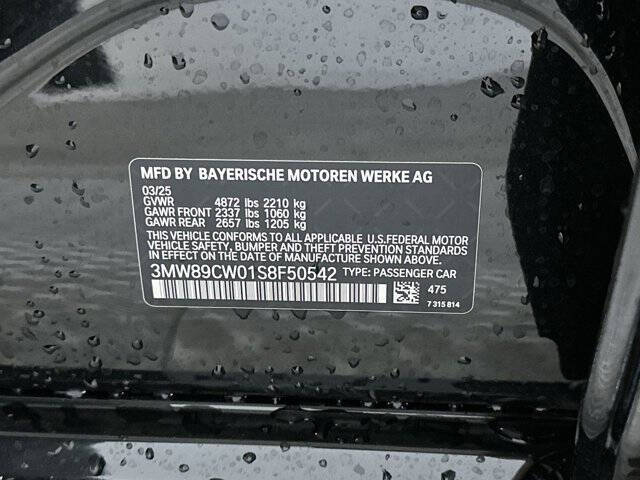 MFD BY BAYERISCHE MOTOREN WERKE AG
03/25
GVWR 4872 lbs 2210 kg
GAWR FRONT 2337 lbs 1060 kg
GAWR REAR 2657 lbs 1205 kg
THIS VEHICLE CONFORMS TO ALL APPLICABLE U.S.FEDERAL MOTOR
VEHICLE SAFETY, BUMPER AND THEFT PREVENTION STANDARDS
IN EFFECT ON THE DATE OF MANUFACTURE SHOWN ABOVE.
3MW89CW01S8F50542 TYPE: PASSENGER CAR
475
7 315 814